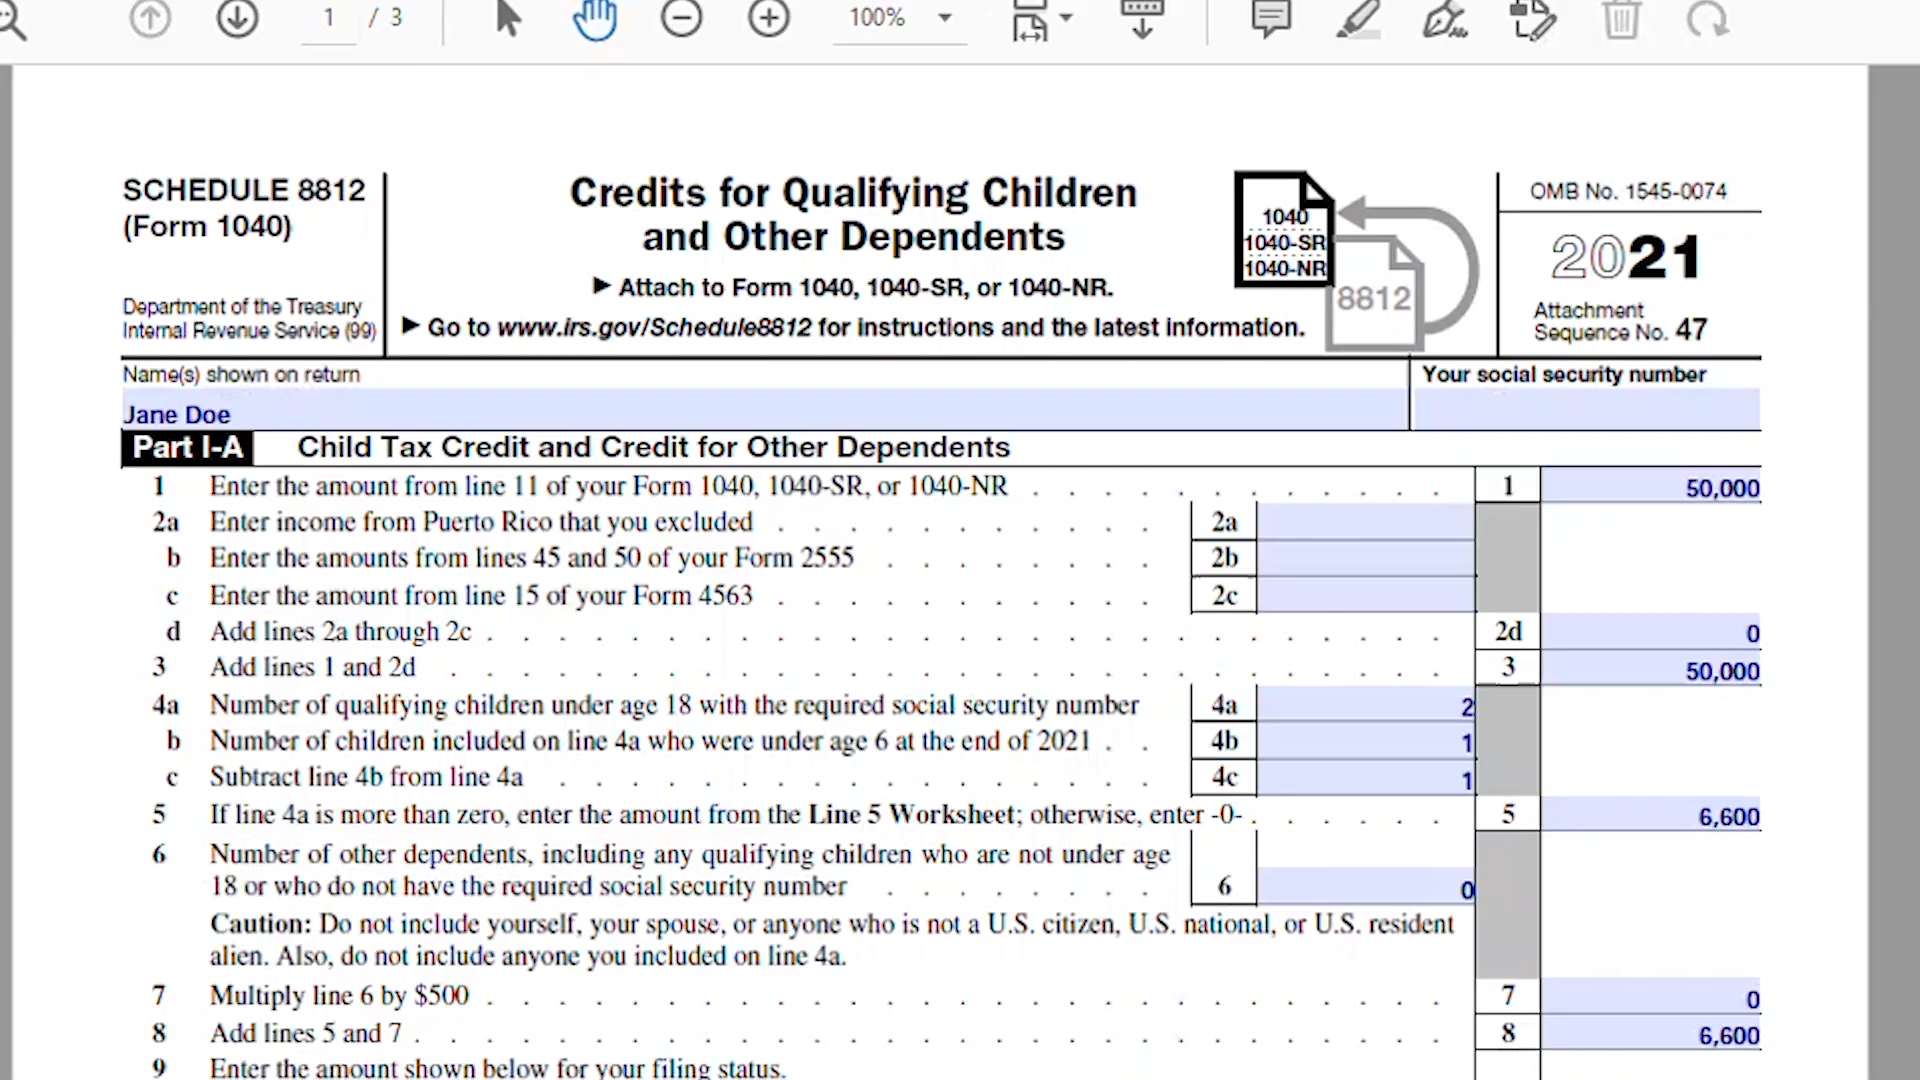 1 / 3 100%
SCHEDULE 8812
(Form 1040)
Department of the Treasury
Internal Revenue Service (99)
Credits for Qualifying Children
and Other Dependents
▶ Attach to Form 1040, 1040-SR, or 1040-NR.
▶ Go to www.irs.gov/Schedule8812 for instructions and the latest information.
1040
1040-SR
1040-NR
8812
OMB No. 1545-0074
2021
Attachment
Sequence No. 47
Name(s) shown on return
Jane Doe
Your social security number
Part I-A Child Tax Credit and Credit for Other Dependents
1 Enter the amount from line 11 of your Form 1040, 1040-SR, or 1040-NR . . . . . . . . . . . . 1 50,000
2a Enter income from Puerto Rico that you excluded . . . . . . 2a
b Enter the amounts from lines 45 and 50 of your Form 2555 . . . . 2b
c Enter the amount from line 15 of your Form 4563 . . . . . . 2c
d Add lines 2a through 2c . . . . . . . . . . . . . . 2d 0
3 Add lines 1 and 2d . . . . . . . . . . . . . . 3 50,000
4a Number of qualifying children under age 18 with the required social security number 4a 2
b Number of children included on line 4a who were under age 6 at the end of 2021 . . 4b 1
c Subtract line 4b from line 4a . . . . . . . . . 4c 1
5 If line 4a is more than zero, enter the amount from the Line 5 Worksheet; otherwise, enter -0- . . . . 5 6,600
6 Number of other dependents, including any qualifying children who are not under age
18 or who do not have the required social security number . . . . 6 0
Caution: Do not include yourself, your spouse, or anyone who is not a U.S. citizen, U.S. national, or U.S. resident
alien. Also, do not include anyone you included on line 4a.
7 Multiply line 6 by $500 . . . . . . . . . . . . . . 7 0
8 Add lines 5 and 7 . . . . . . . . . . . . . . . 8 6,600
9 Enter the amount shown below for your filing status.